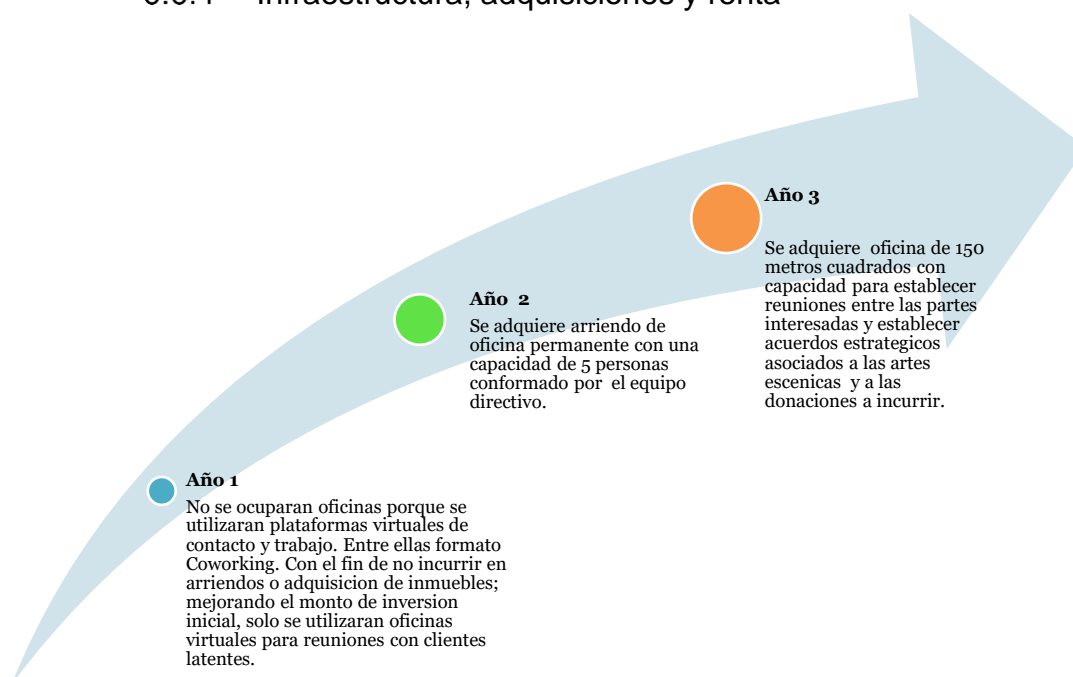 Infraestructura, adquisiciones y renta
Año 3
Se adquiere  oficina de 150
metros cuadrados con
capacidad para establecer
reuniones entre las partes
interesadas y establecer
acuerdos estrategicos
asociados a las artes
escenicas  y a las
donaciones a incurrir.
Año  2
Se adquiere arriendo de
oficina permanente con una
capacidad de 5 personas
conformado por  el equipo
directivo.
Año 1
No se ocuparan oficinas porque se
utilizaran plataformas virtuales de
contacto y trabajo. Entre ellas formato
Coworking. Con el fin de no incurrir en
arriendos o adquisicion de inmuebles;
mejorando el monto de inversion
inicial, solo se utilizaran oficinas
virtuales para reuniones con clientes
latentes.